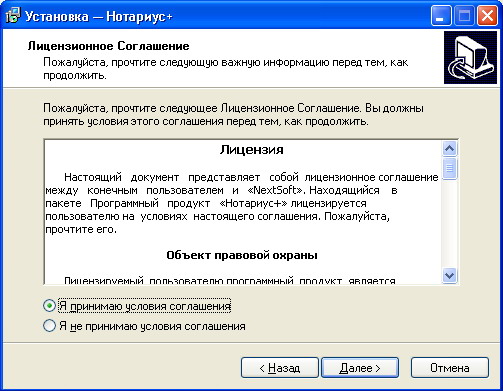 Установка — Нотариус+
Лицензионное Соглашение
Пожалуйста, прочтите следующую важную информацию перед тем, как
продолжить.
Пожалуйста, прочтите следующее Лицензионное Соглашение. Вы должны
принять условия этого соглашения перед тем, как продолжить.
Лицензия
Настоящий документ представляет собой лицензионное соглашение
между конечным пользователем и «NextSoft». Находящийся в
пакете Программный продукт «Нотариус+» лицензируется
пользователю на условиях настоящего соглашения. Пожалуйста,
прочтите его.
Объект правовой охраны
Лицензируемый пользователю программный продукт является
Я принимаю условия соглашения
Я не принимаю условия соглашения
< Назад
Далее >
Отмена